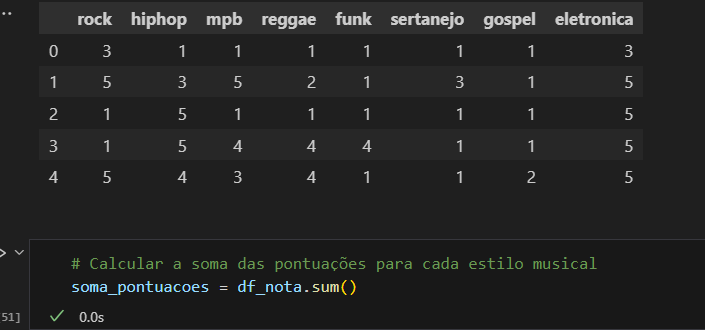 ..
rock hiphop mpb reggae funk sertanejo gospel eletronica
0 3 1 1 1 1 1 1 3
1 5 3 5 2 1 3 1 5
2 1 5 1 1 1 1 1 5
3 1 5 4 4 4 1 1 5
4 5 4 3 4 1 1 2 5
# Calcular a soma das pontuações para cada estilo musical
soma_pontuacoes = df_nota.sum()
51] ✓ 0.0s